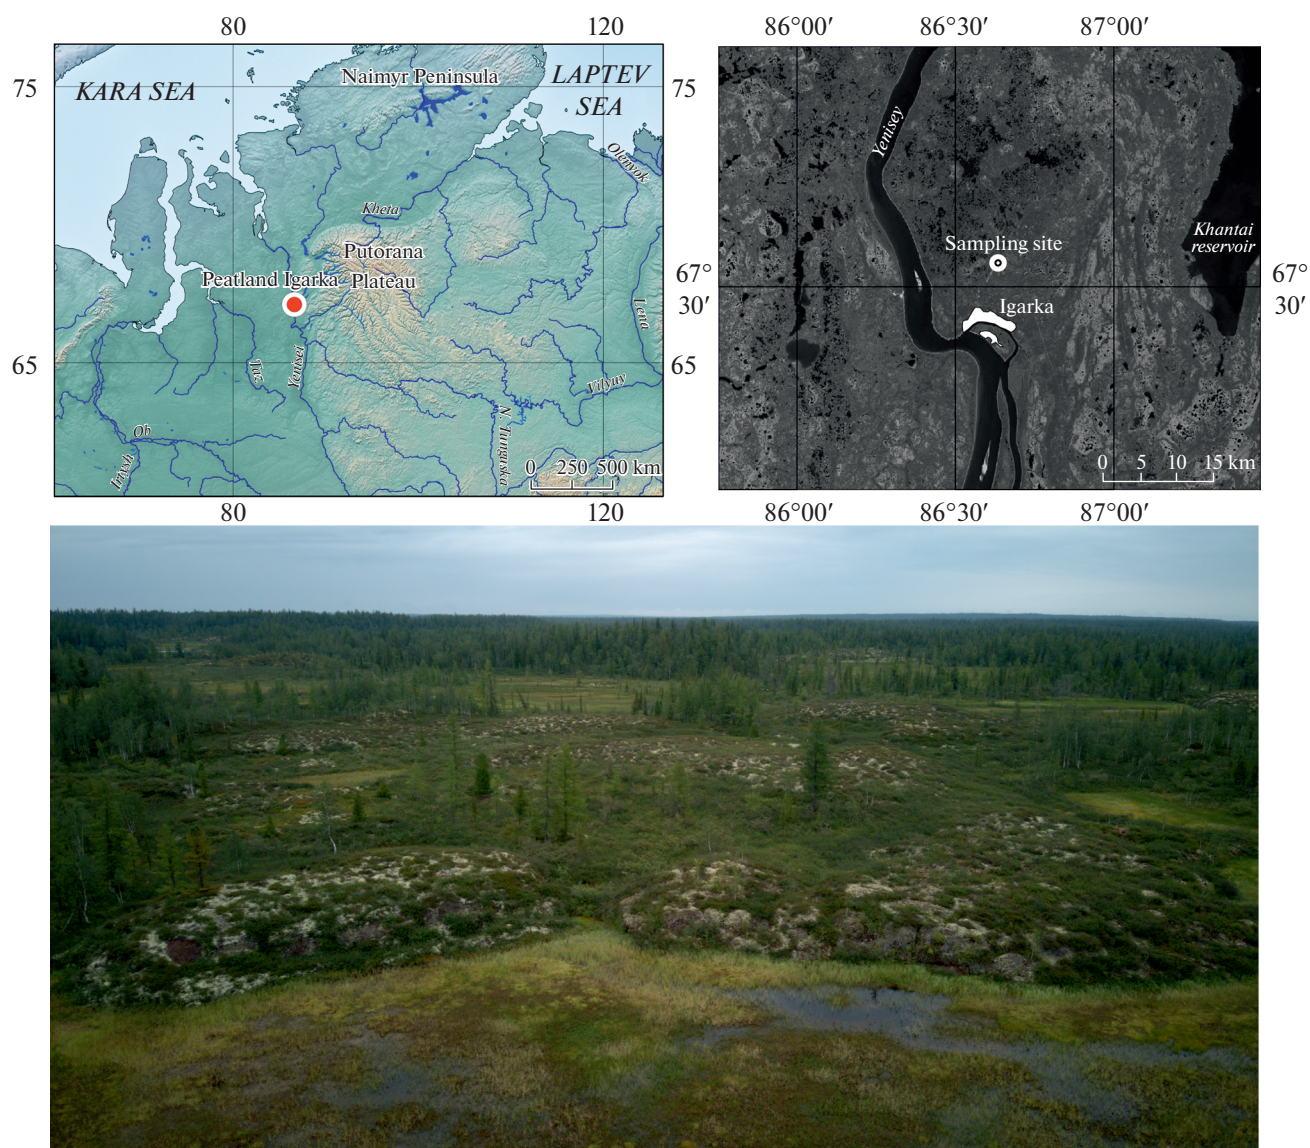 80 120
75 75
KARA SEA
Naimyr Peninsula
LAPTEV
SEA
Olenyok
Kheta
Putorana
Plateau
Peatland Igarka
Lena
65 65
Tuz
Yenisei
Vilyuy
Ob
Irtysh
N. Tunguska
0 250 500 km
80 120
86°00′ 86°30′ 87°00′
Yenisey
Sampling site
Khantai
reservoir
67°
30′
67°
30′
Igarka
0 5 10 15 km
86°00′ 86°30′ 87°00′